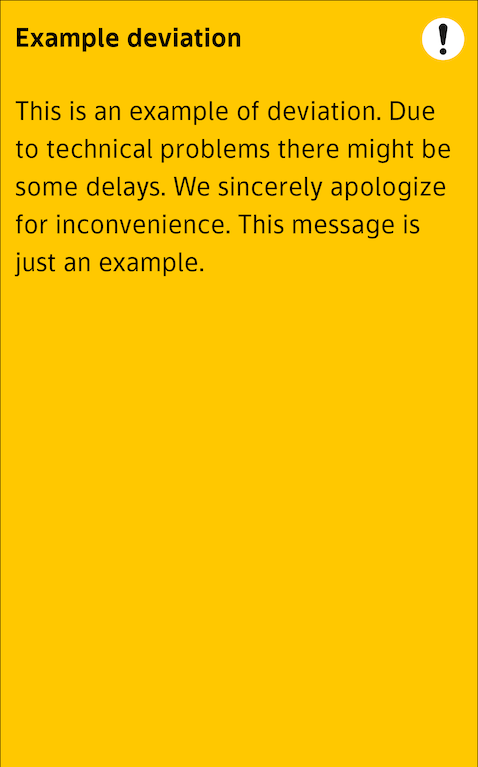 Example deviation
This is an example of deviation. Due
to technical problems there might be
some delays. We sincerely apologize
for inconvenience. This message is
just an example.